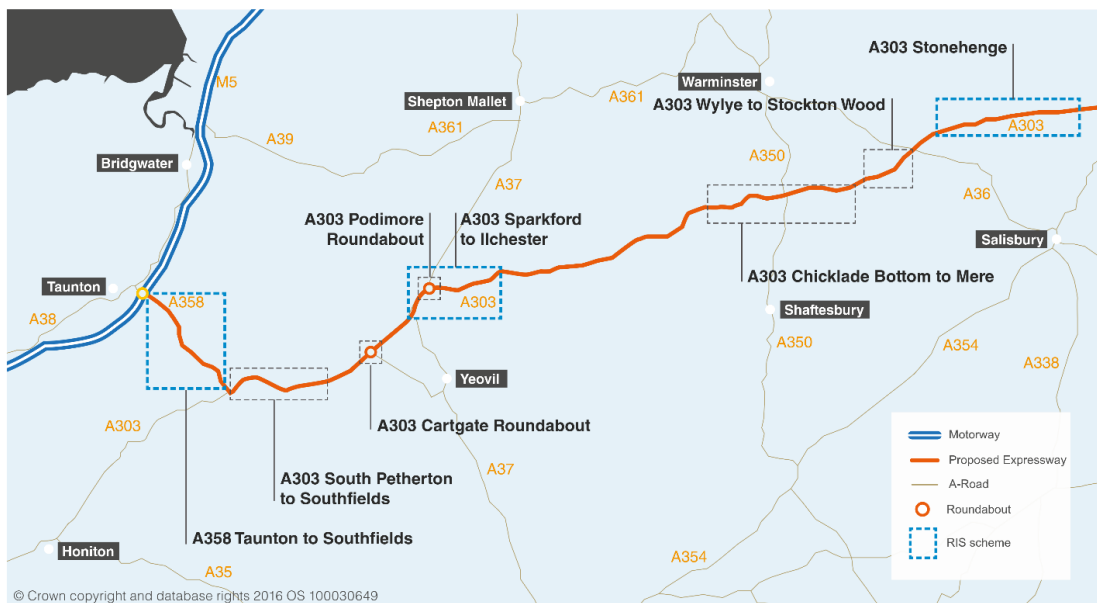 A303 Stonehenge
Warminster
M5
Shepton Mallet
A361
A303 Wylye to Stockton Wood
A303
A361
A39
Bridgwater
A350
A37
A36
A303 Podimore
Roundabout
A303 Sparkford
to Ilchester
Salisbury
A303 Chicklade Bottom to Mere
Taunton
A358
A303
Shaftesbury
A38
A350
A354
A338
Yeovil
A303
A303 Cartgate Roundabout
Motorway
Proposed Expressway
A-Road
Roundabout
RIS scheme
A37
A303 South Petherton
to Southfields
A358 Taunton to Southfields
Honiton
A354
A35
© Crown copyright and database rights 2016 OS 100030649